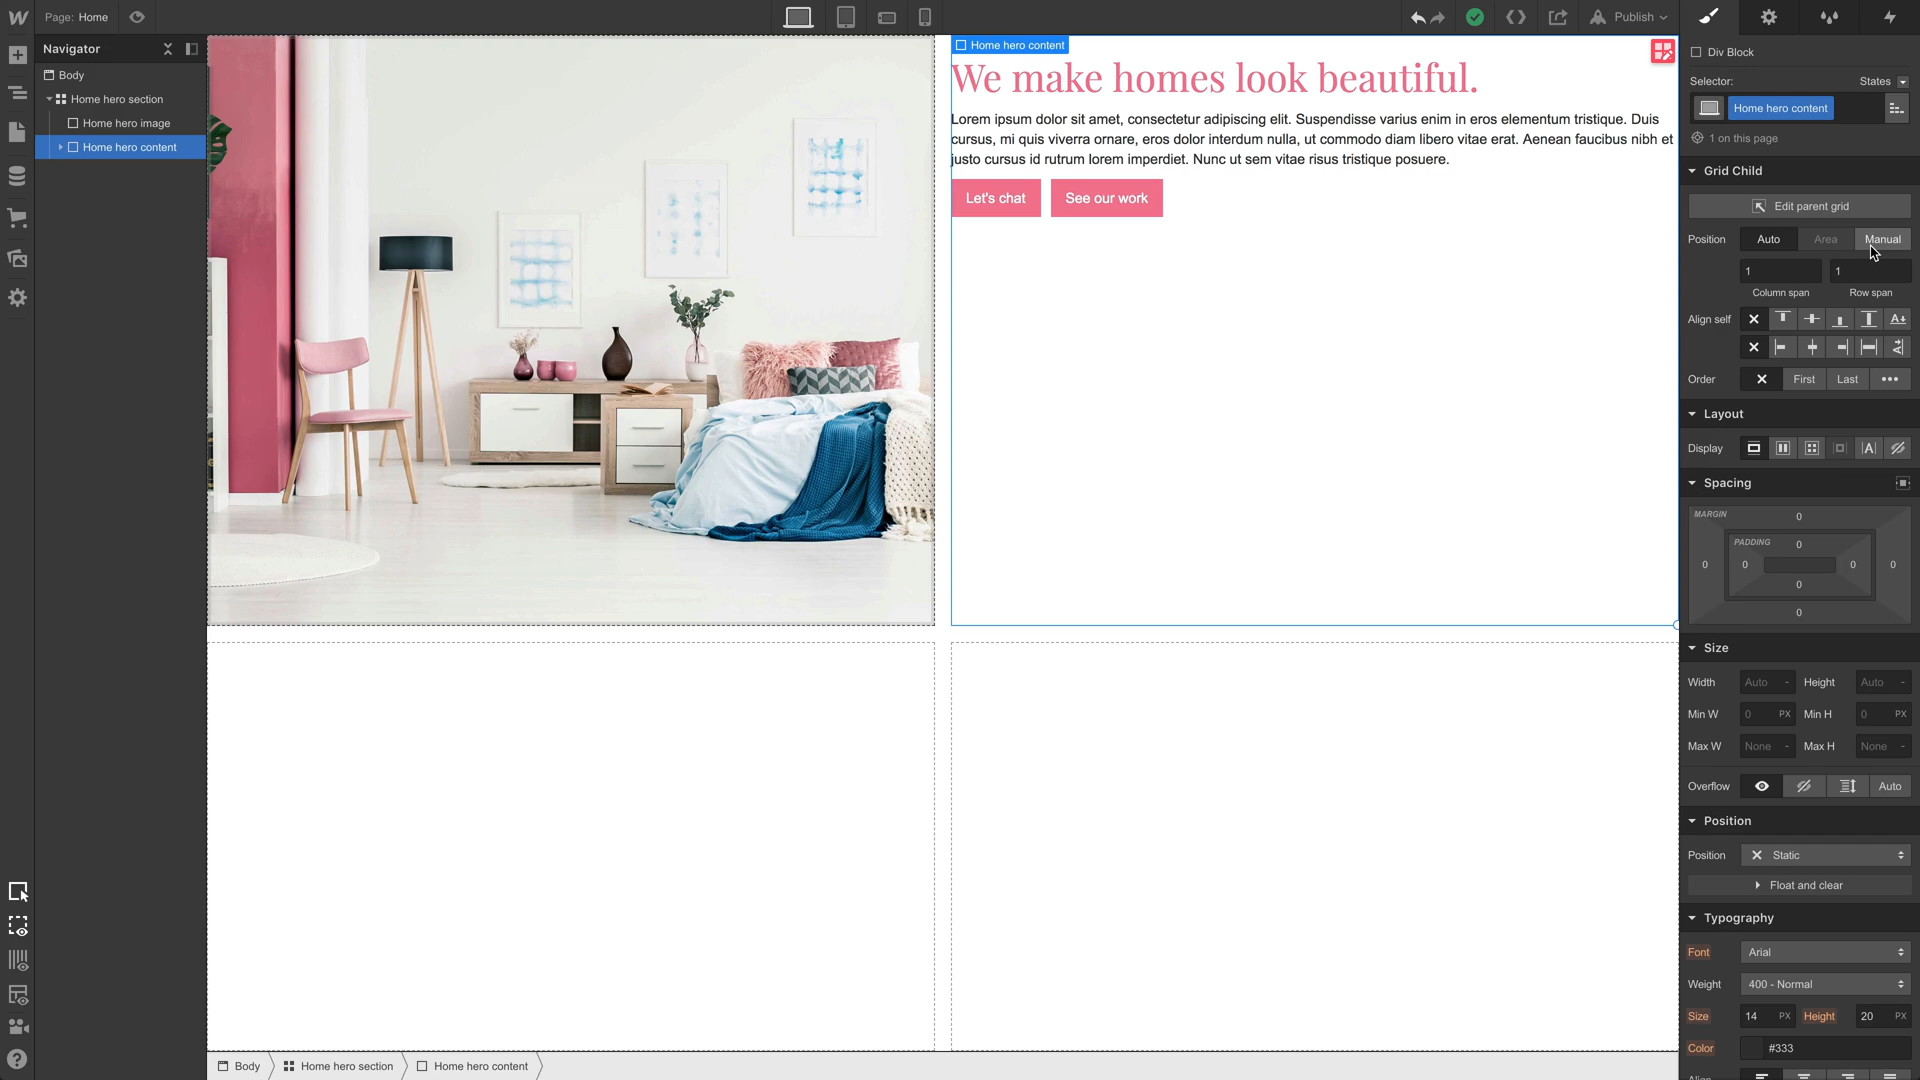 Page: Home
Publish
Navigator
Body
Home hero section
Home hero image
Home hero content
Home hero content
We make homes look beautiful.
Lorem ipsum dolor sit amet, consectetur adipiscing elit. Suspendisse varius enim in eros elementum tristique. Duis
cursus, mi quis viverra ornare, eros dolor interdum nulla, ut commodo diam libero vitae erat. Aenean faucibus nibh et
justo cursus id rutrum lorem imperdiet. Nunc ut sem vitae risus tristique posuere.
Let's chat See our work
Body Home hero section Home hero content
Div Block
Selector: States
Home hero content
1 on this page
Grid Child
Edit parent grid
Position Auto Area Manual
1 1
Column span Row span
Align self
Order First Last
Layout
Display
Spacing
MARGIN
0
PADDING
0
0 0 0 0
0
0
Size
Width Auto - Height Auto -
Min W 0 PX Min H 0 PX
Max W None - Max H None -
Overflow Auto
Position
Position Static
Float and clear
Typography
Font Arial
Weight 400 - Normal
Size 14 PX Height 20 PX
Color #333